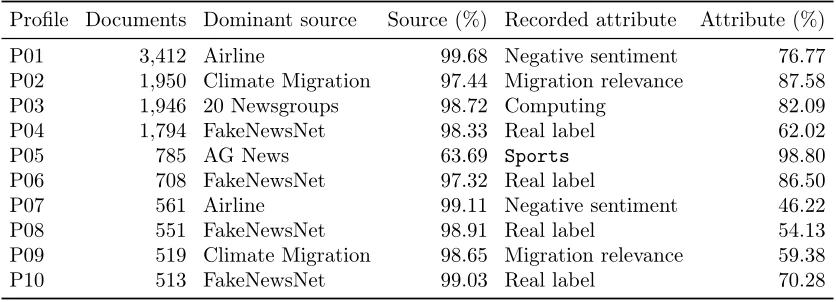 Profile Documents Dominant source Source (%) Recorded attribute Attribute (%)
P01 3,412 Airline 99.68 Negative sentiment 76.77
P02 1,950 Climate Migration 97.44 Migration relevance 87.58
P03 1,946 20 Newsgroups 98.72 Computing 82.09
P04 1,794 FakeNewsNet 98.33 Real label 62.02
P05 785 AG News 63.69 Sports 98.80
P06 708 FakeNewsNet 97.32 Real label 86.50
P07 561 Airline 99.11 Negative sentiment 46.22
P08 551 FakeNewsNet 98.91 Real label 54.13
P09 519 Climate Migration 98.65 Migration relevance 59.38
P10 513 FakeNewsNet 99.03 Real label 70.28